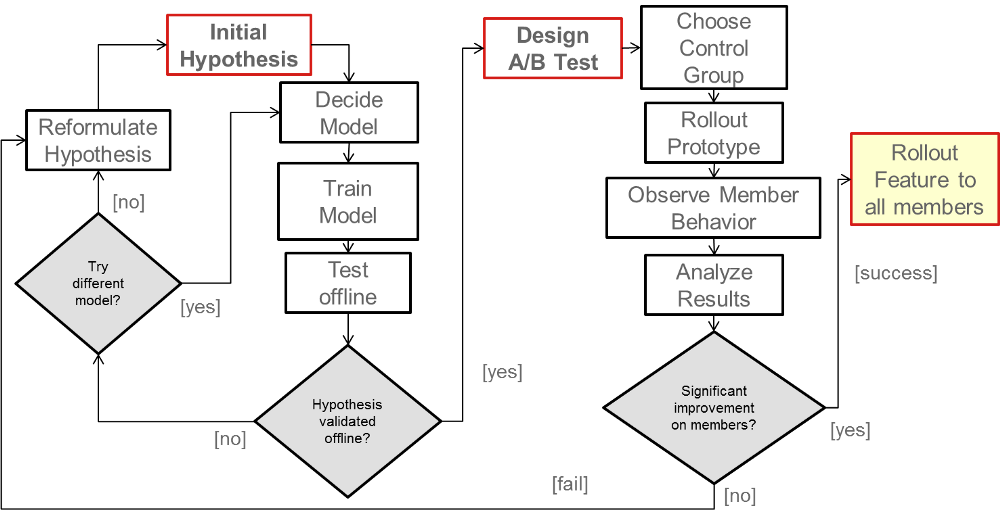 Initial
Hypothesis
Decide
Model
Train
Model
Test
offline
Hypothesis
validated
offline?
[no]
[yes]
Try
different
model?
[no]
[yes]
Reformulate
Hypothesis
Design
A/B Test
Choose
Control
Group
Rollout
Prototype
Observe Member
Behavior
Analyze
Results
Significant
improvement
on members?
[yes]
[success]
[no]
[fail]
Rollout
Feature to
all members